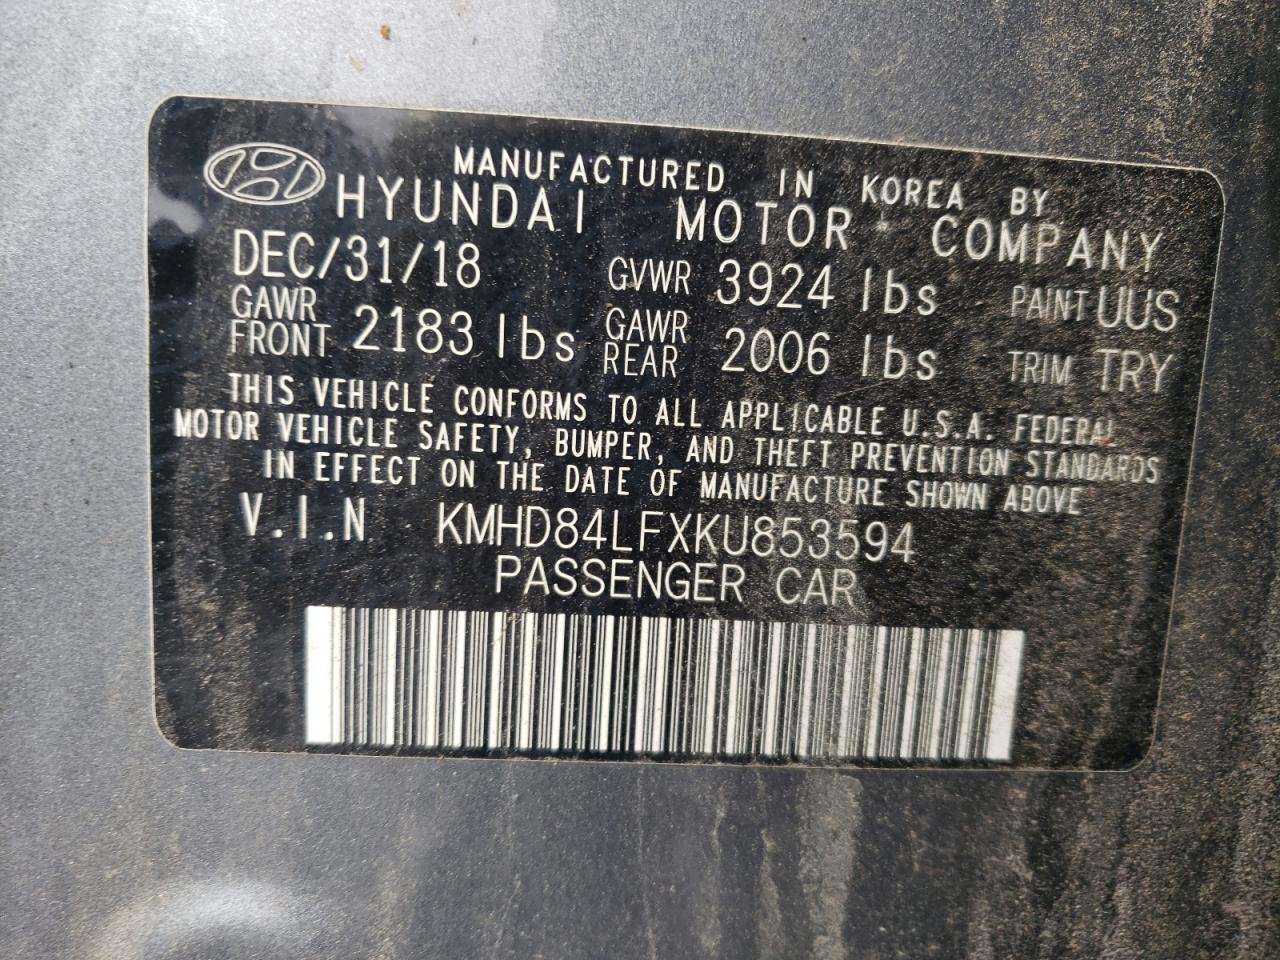 MANUFACTURED IN KOREA BY
HYUNDAI MOTOR COMPANY
DEC/31/18 GVWR 3924 lbs PAINT UUS
GAWR FRONT 2183 lbs GAWR REAR 2006 lbs TRIM TRY
THIS VEHICLE CONFORMS TO ALL APPLICABLE U.S.A. FEDERAL
MOTOR VEHICLE SAFETY, BUMPER, AND THEFT PREVENTION STANDARDS
IN EFFECT ON THE DATE OF MANUFACTURE SHOWN ABOVE
V.I.N KMHD84LFXKU853594
PASSENGER CAR